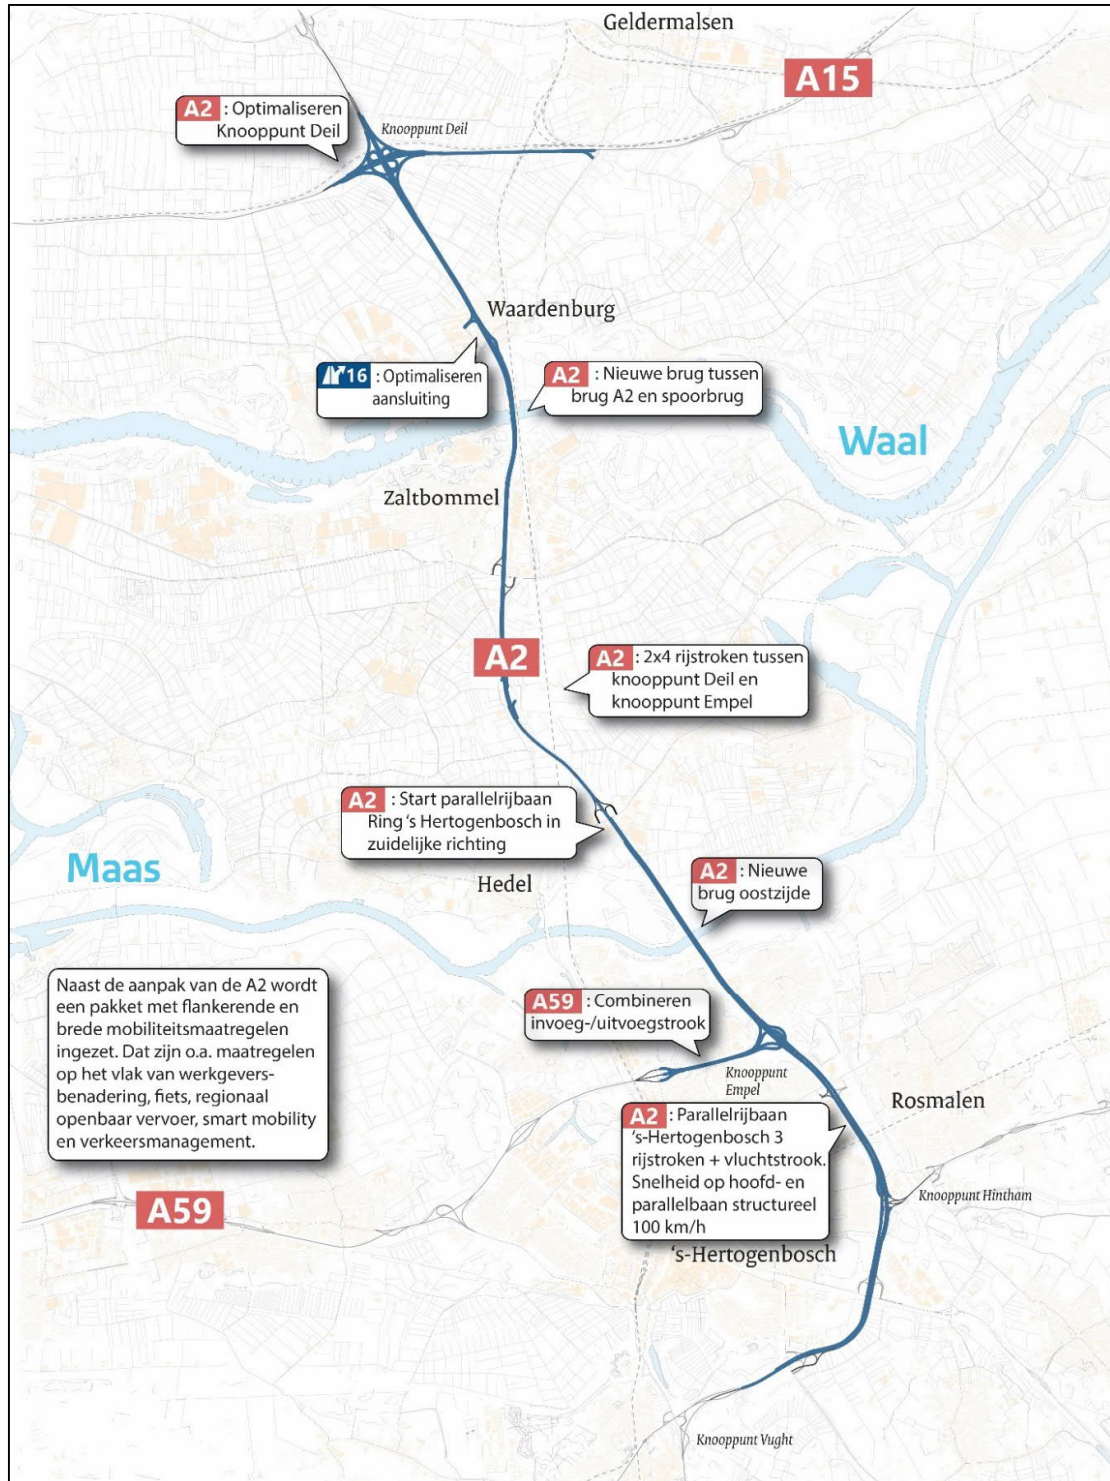 Geldermalsen
A15
A2 : Optimaliseren
Knooppunt Deil
Knooppunt Deil
Waardenburg
16 : Optimaliseren
aansluiting
A2 : Nieuwe brug tussen
brug A2 en spoorbrug
Waal
Zaltbommel
A2
A2 : 2x4 rijstroken tussen
knooppunt Deil en
knooppunt Empel
A2 : Start parallelrijbaan
Ring ‘s Hertogenbosch in
zuidelijke richting
Maas
Hedel
A2 : Nieuwe
brug oostzijde
Naast de aanpak van de A2 wordt
een pakket met flankerende en
brede mobiliteitsmaatregelen
ingezet. Dat zijn o.a. maatregelen
op het vlak van werkgevers-
benadering, fiets, regionaal
openbaar vervoer, smart mobility
en verkeersmanagement.
A59 : Combineren
invoeg-/uitvoegstrook
Knooppunt
Empel
Rosmalen
A2 : Parallelrijbaan
‘s-Hertogenbosch 3
rijstroken + vluchtstrook.
Snelheid op hoofd- en
parallelbaan structureel
100 km/h
Knooppunt Hintham
A59
‘s-Hertogenbosch
Knooppunt Vught